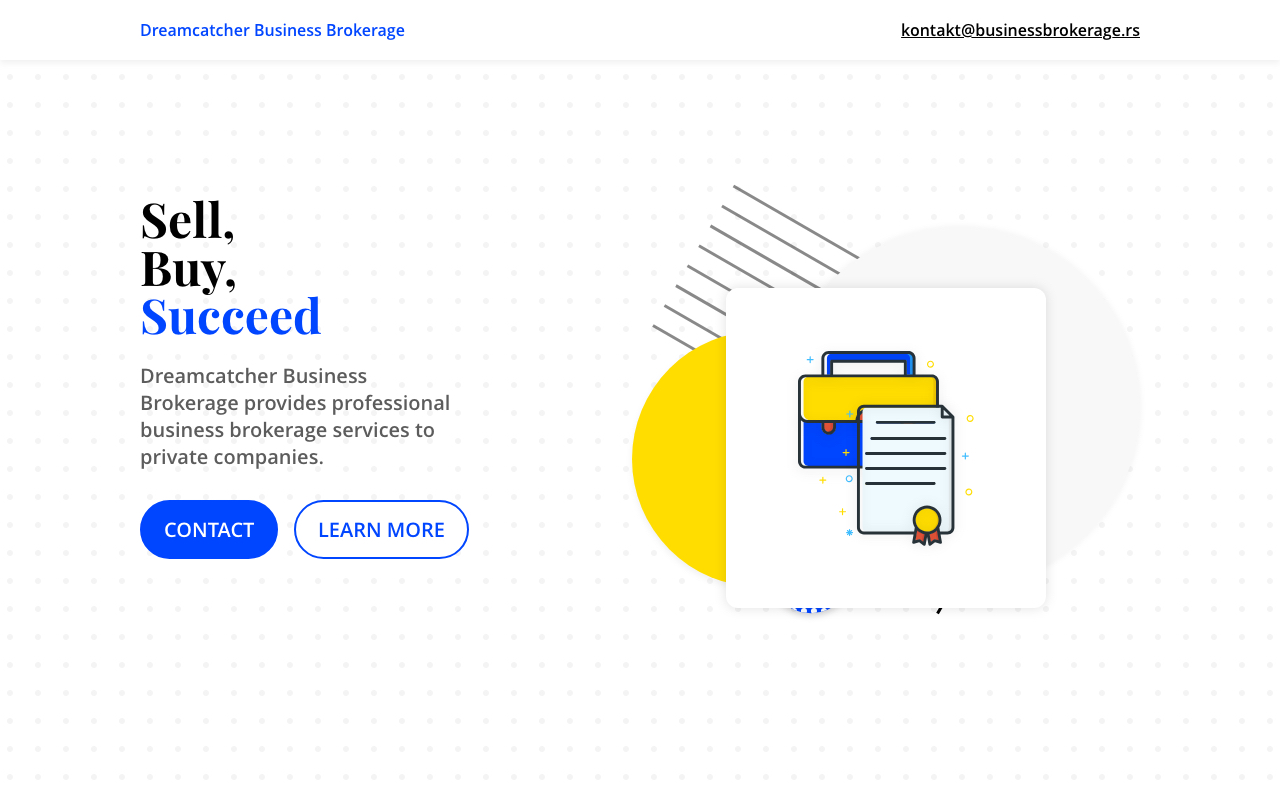 Dreamcatcher Business Brokerage
kontakt@businessbrokerage.rs
Sell,
Buy,
Succeed
Dreamcatcher Business
Brokerage provides professional
business brokerage services to
private companies.
CONTACT
LEARN MORE